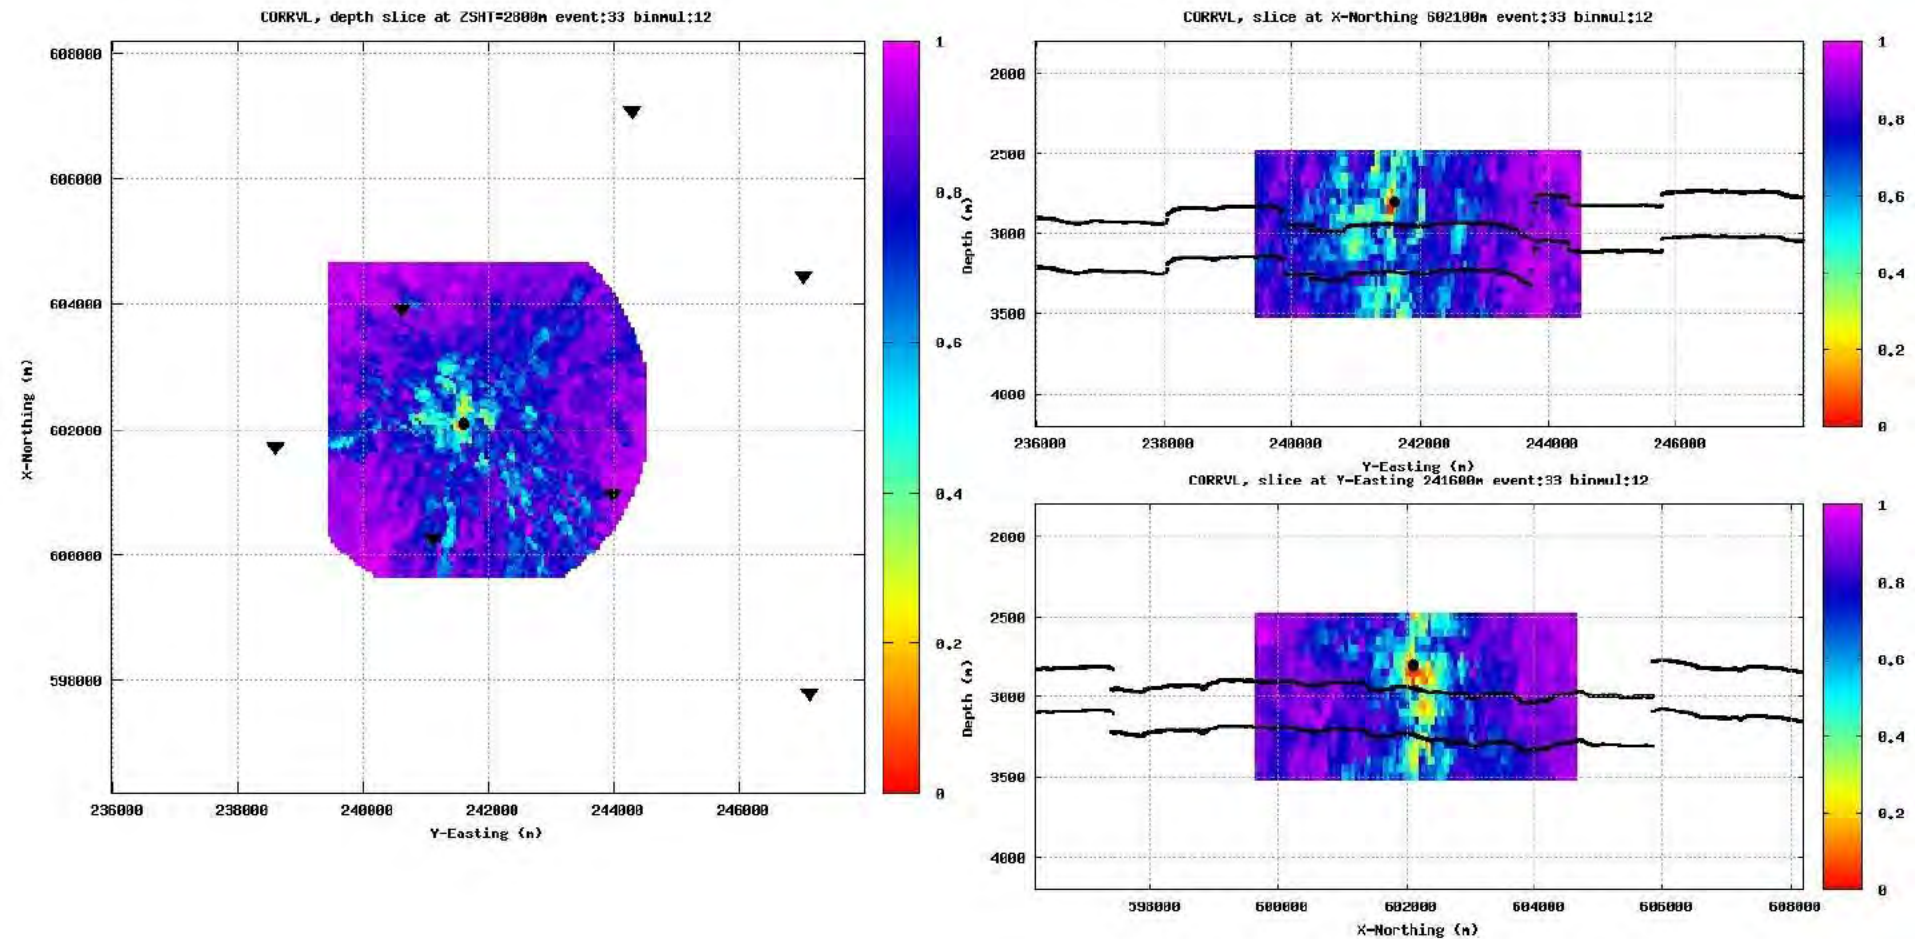 CORRVL, depth slice at ZSHT=2800m event:33 binmul:12
608000
606000
604000
602000
600000
598000
X-Northing (m)
236000 238000 240000 242000 244000 246000
Y-Easting (m)
1
0.8
0.6
0.4
0.2
0
CORRVL, slice at X-Northing 602100m event:33 binmul:12
2000
2500
3000
3500
4000
Depth (m)
236000 238000 240000 242000 244000 246000
Y-Easting (m)
1
0.8
0.6
0.4
0.2
0
CORRVL, slice at Y-Easting 241600m event:33 binmul:12
2000
2500
3000
3500
4000
Depth (m)
598000 600000 602000 604000 606000 608000
X-Northing (m)
1
0.8
0.6
0.4
0.2
0